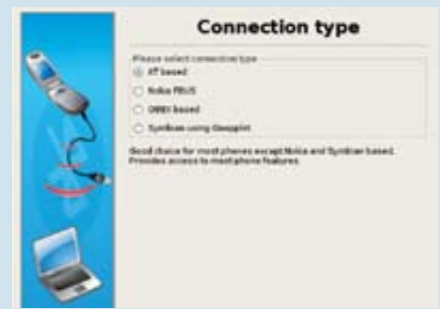 Connection type
Please select connection type
AT based
Nokia FBUS
OBEX based
Symbian using Gnapplet
Good choice for most phones except Nokia and Symbian based.
Provides access to most phone features.